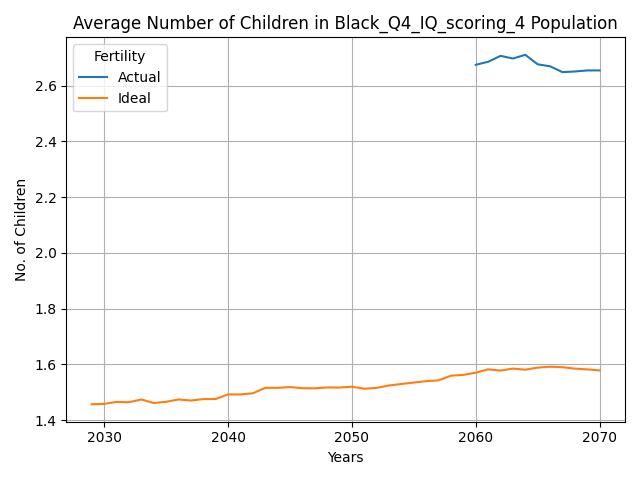 Average Number of Children in Black_Q4_IQ_scoring_4 Population
Fertility
Actual
Ideal
No. of Children
2.6
2.4
2.2
2.0
1.8
1.6
1.4
2030
2040
2050
2060
2070
Years